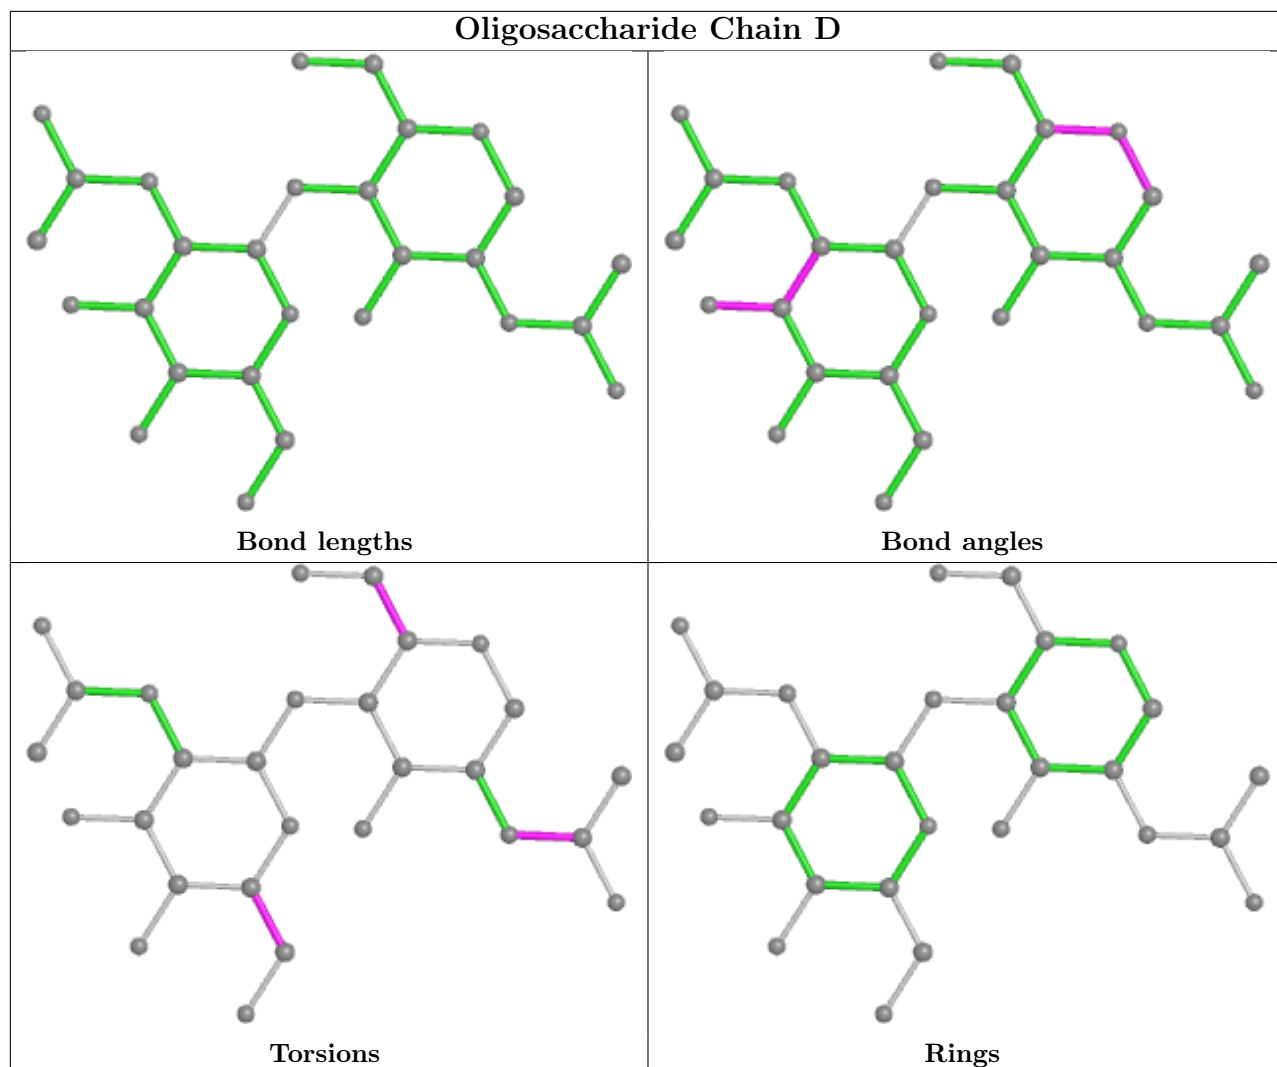 Oligosaccharide Chain D
Bond lengths
Bond angles
Torsions
Rings